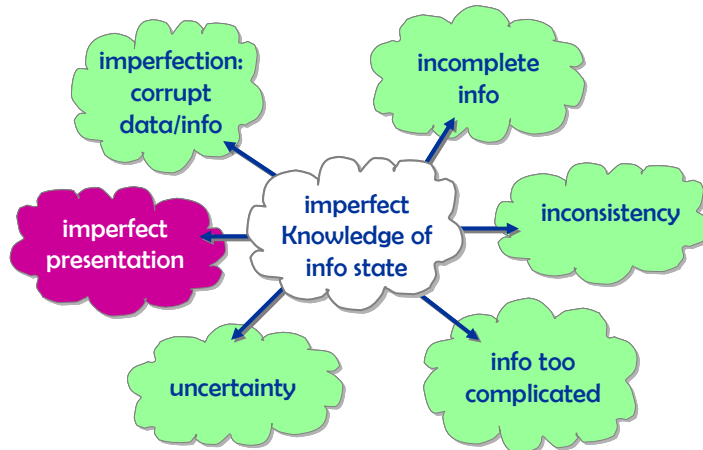 imperfection:
corrupt
data/info
incomplete
info
imperfect
presentation
imperfect
Knowledge of
info state
inconsistency
uncertainty
info too
complicated